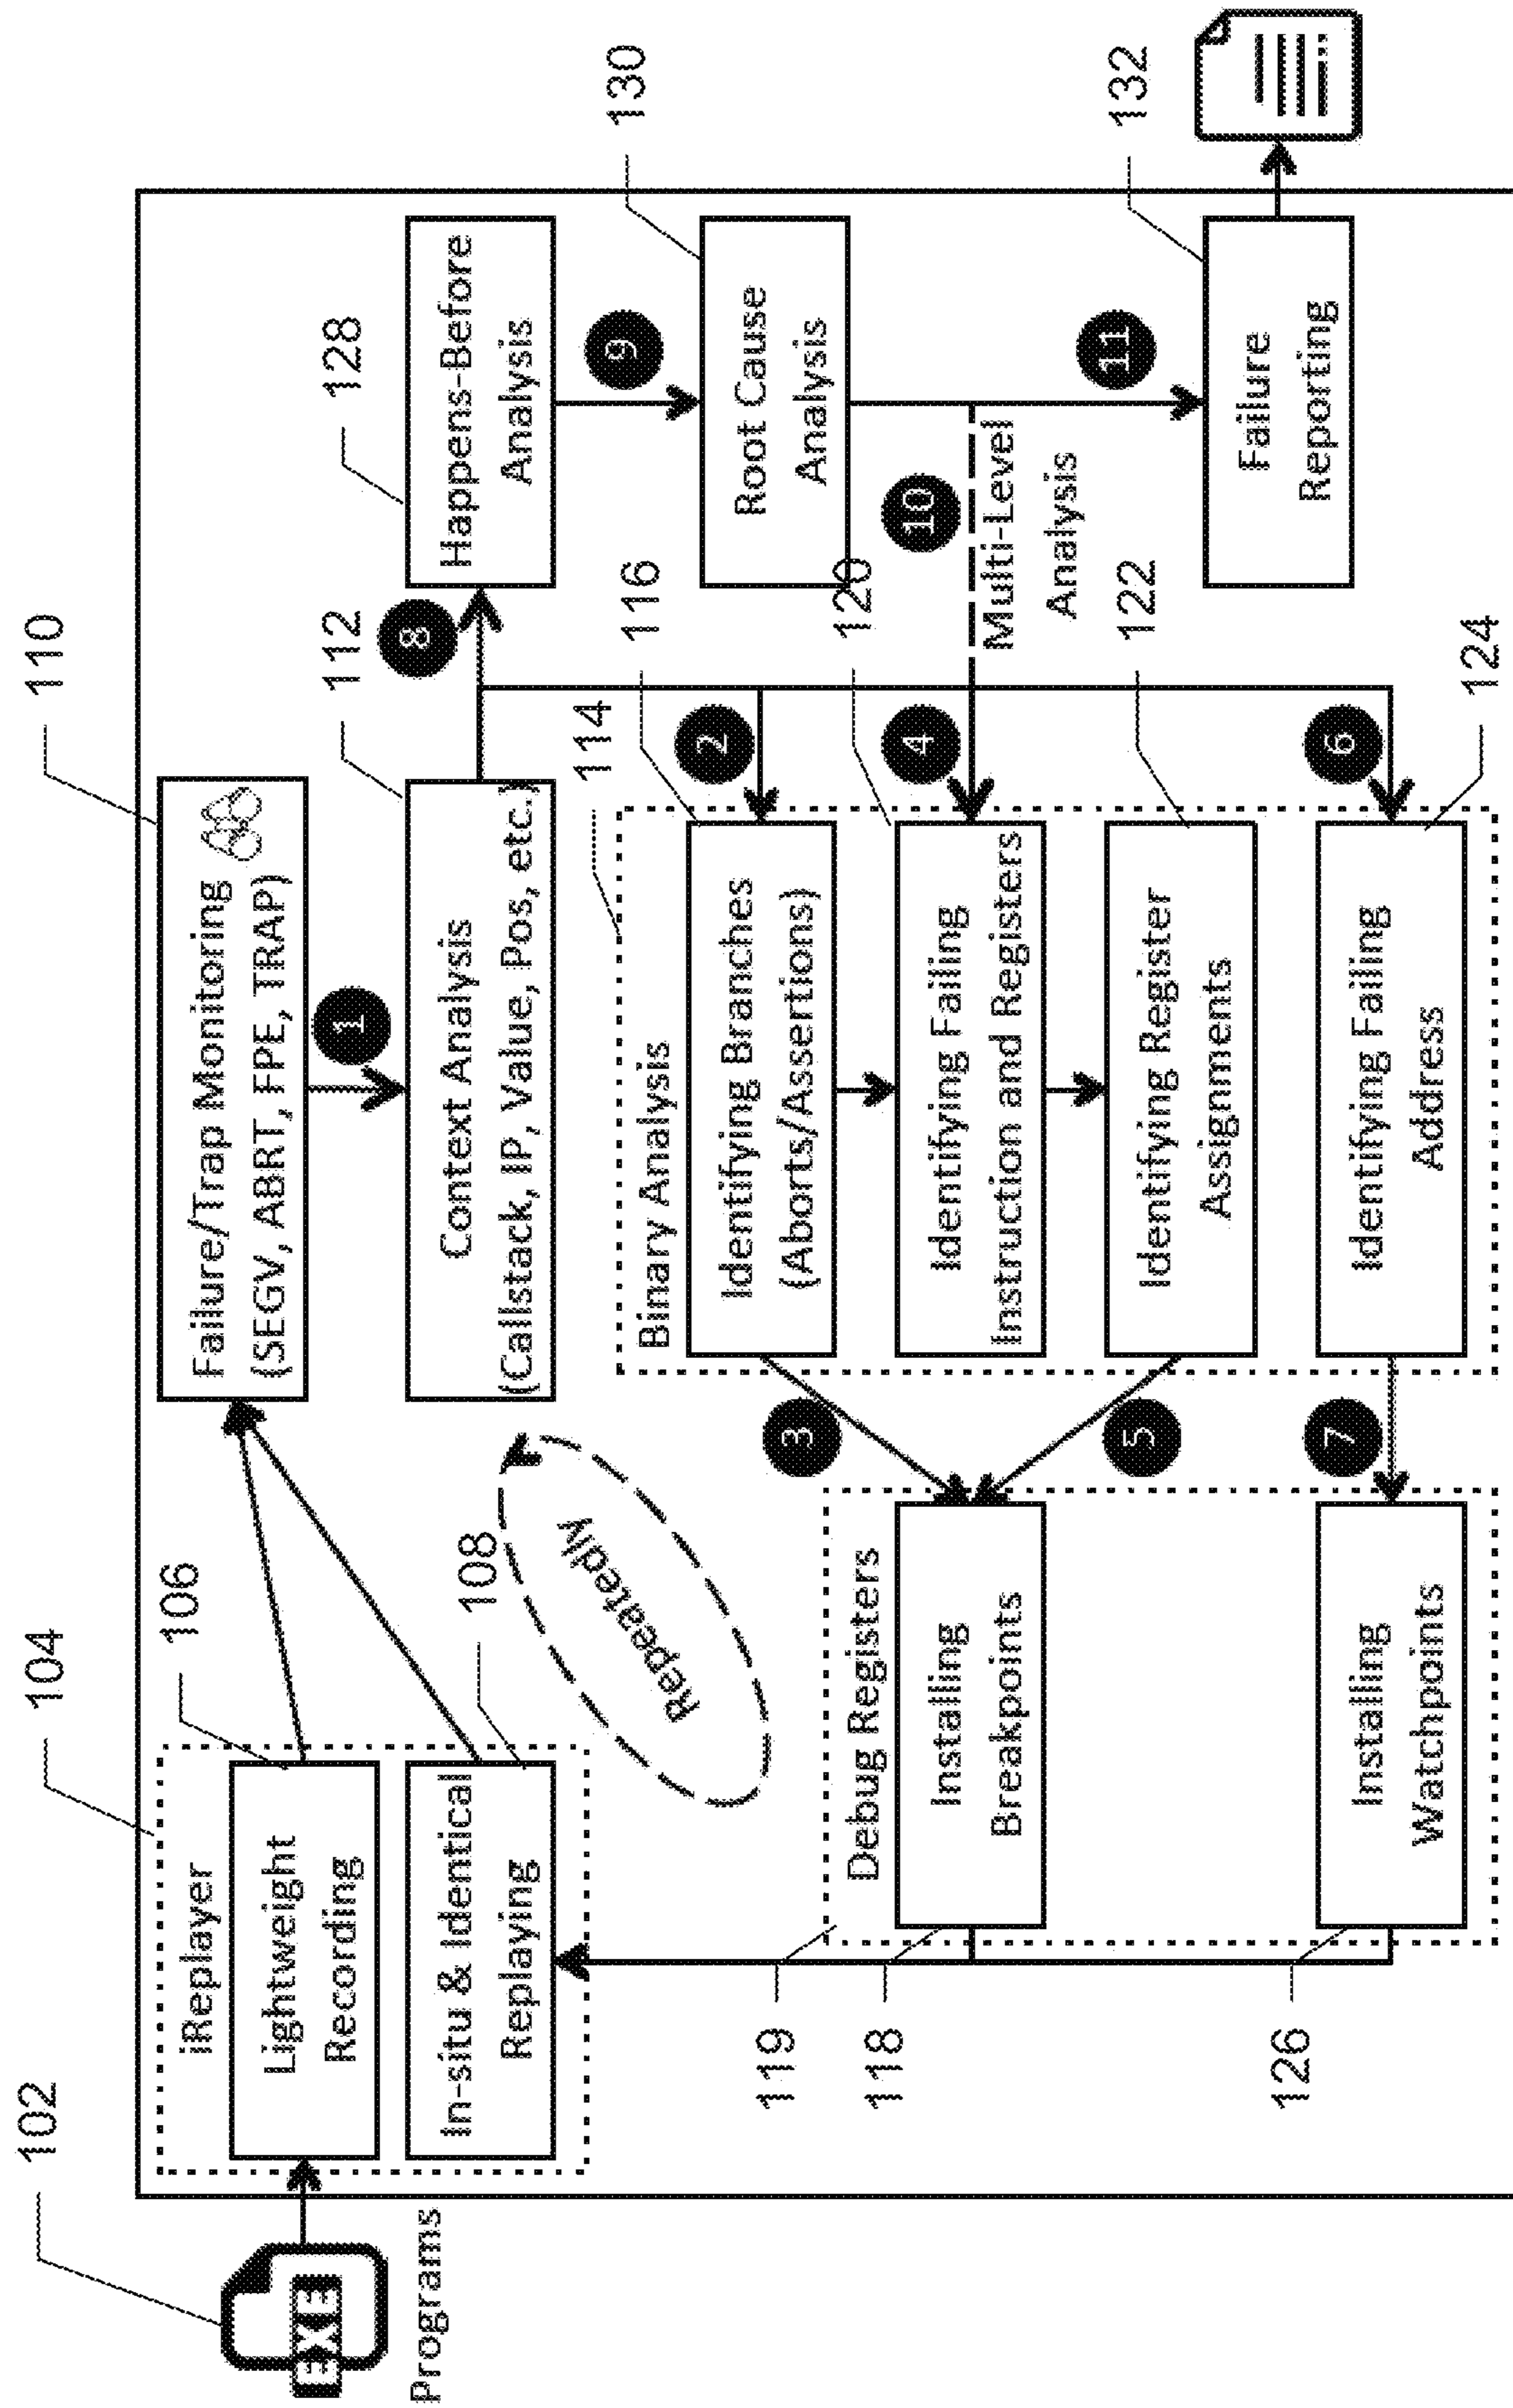 102
EXE
Programs
104
iReplayer
106
Lightweight
Recording
108
In-situ & Identical
Replaying
Repeatedly
110
Failure/Trap Monitoring
(SEGV, ABRT, FPE, TRAP)
1
112
Context Analysis
(Callstack, IP, Value, Pos, etc.)
8
128
Happens-Before
Analysis
9
130
Root Cause
Analysis
10
Multi-Level
Analysis
11
132
Failure
Reporting
114
Binary Analysis
116
2
Identifying Branches
(Aborts/Assertions)
120
4
Identifying Failing
Instruction and Registers
122
Identifying Register
Assignments
6
124
Identifying Failing
Address
3
5
7
Debug Registers
119
118
Installing
Breakpoints
126
Installing
Watchpoints